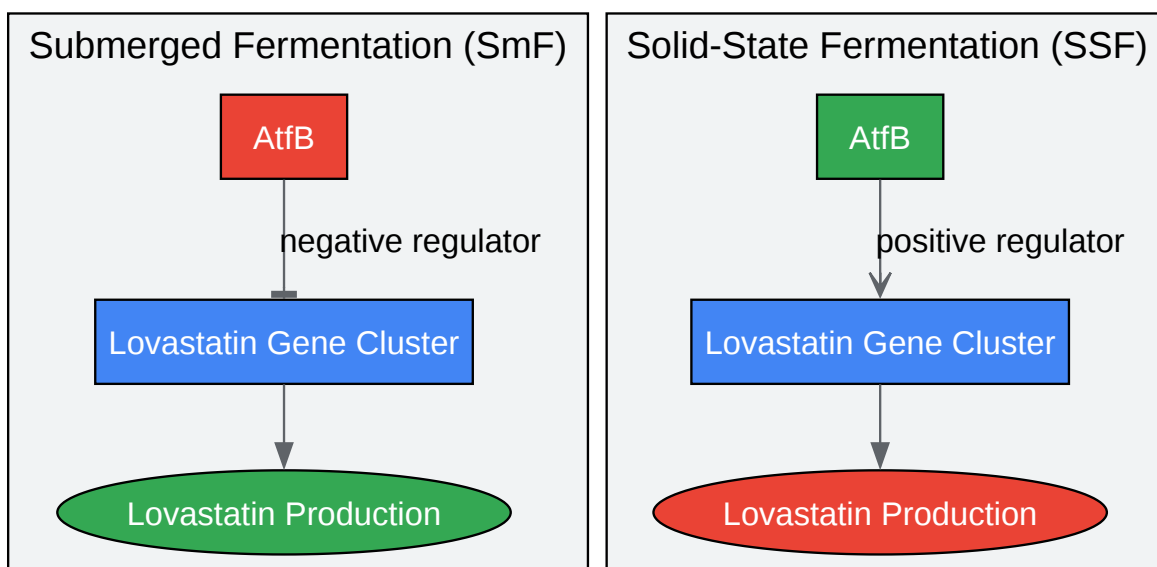 Submerged Fermentation (SmF)
AtfB
negative regulator
Lovastatin Gene Cluster
Lovastatin Production
Solid-State Fermentation (SSF)
AtfB
positive regulator
Lovastatin Gene Cluster
Lovastatin Production